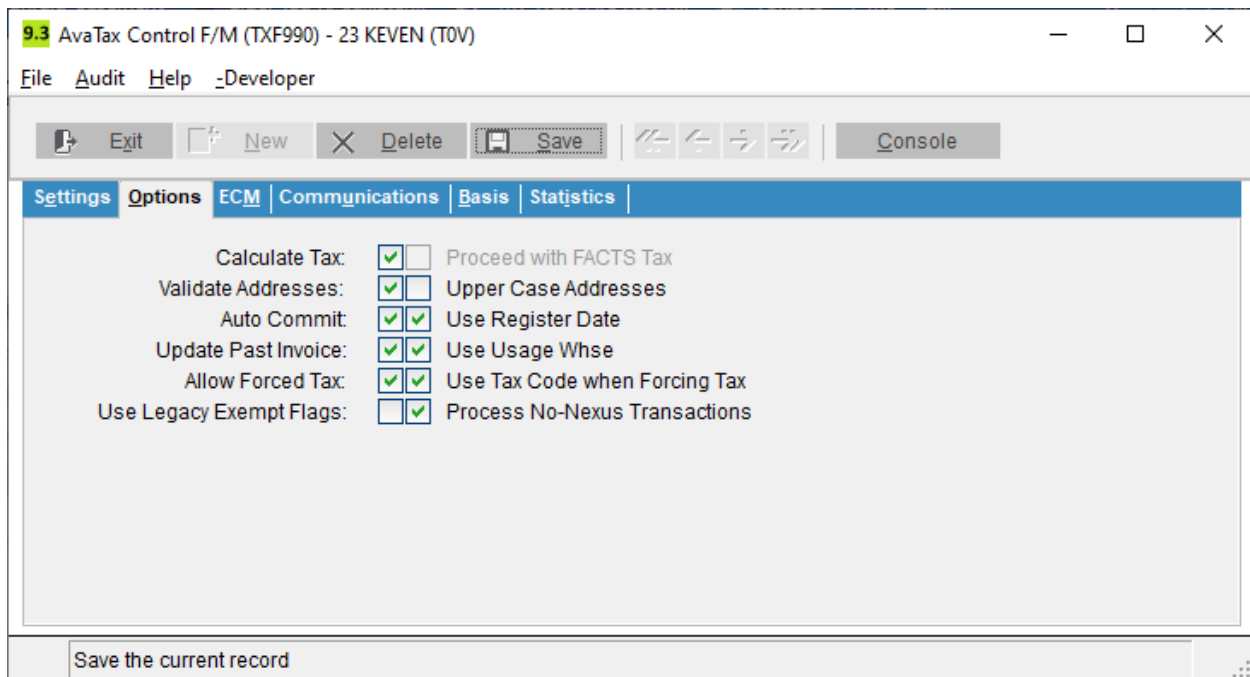 9.3 AvaTax Control F/M (TXF990) - 23 KEVEN (T0V)
File Audit Help -Developer
Exit New Delete Save Console
Settings Options ECM Communications Basis Statistics
Calculate Tax: Proceed with FACTS Tax
Validate Addresses: Upper Case Addresses
Auto Commit: Use Register Date
Update Past Invoice: Use Usage Whse
Allow Forced Tax: Use Tax Code when Forcing Tax
Use Legacy Exempt Flags: Process No-Nexus Transactions
Save the current record